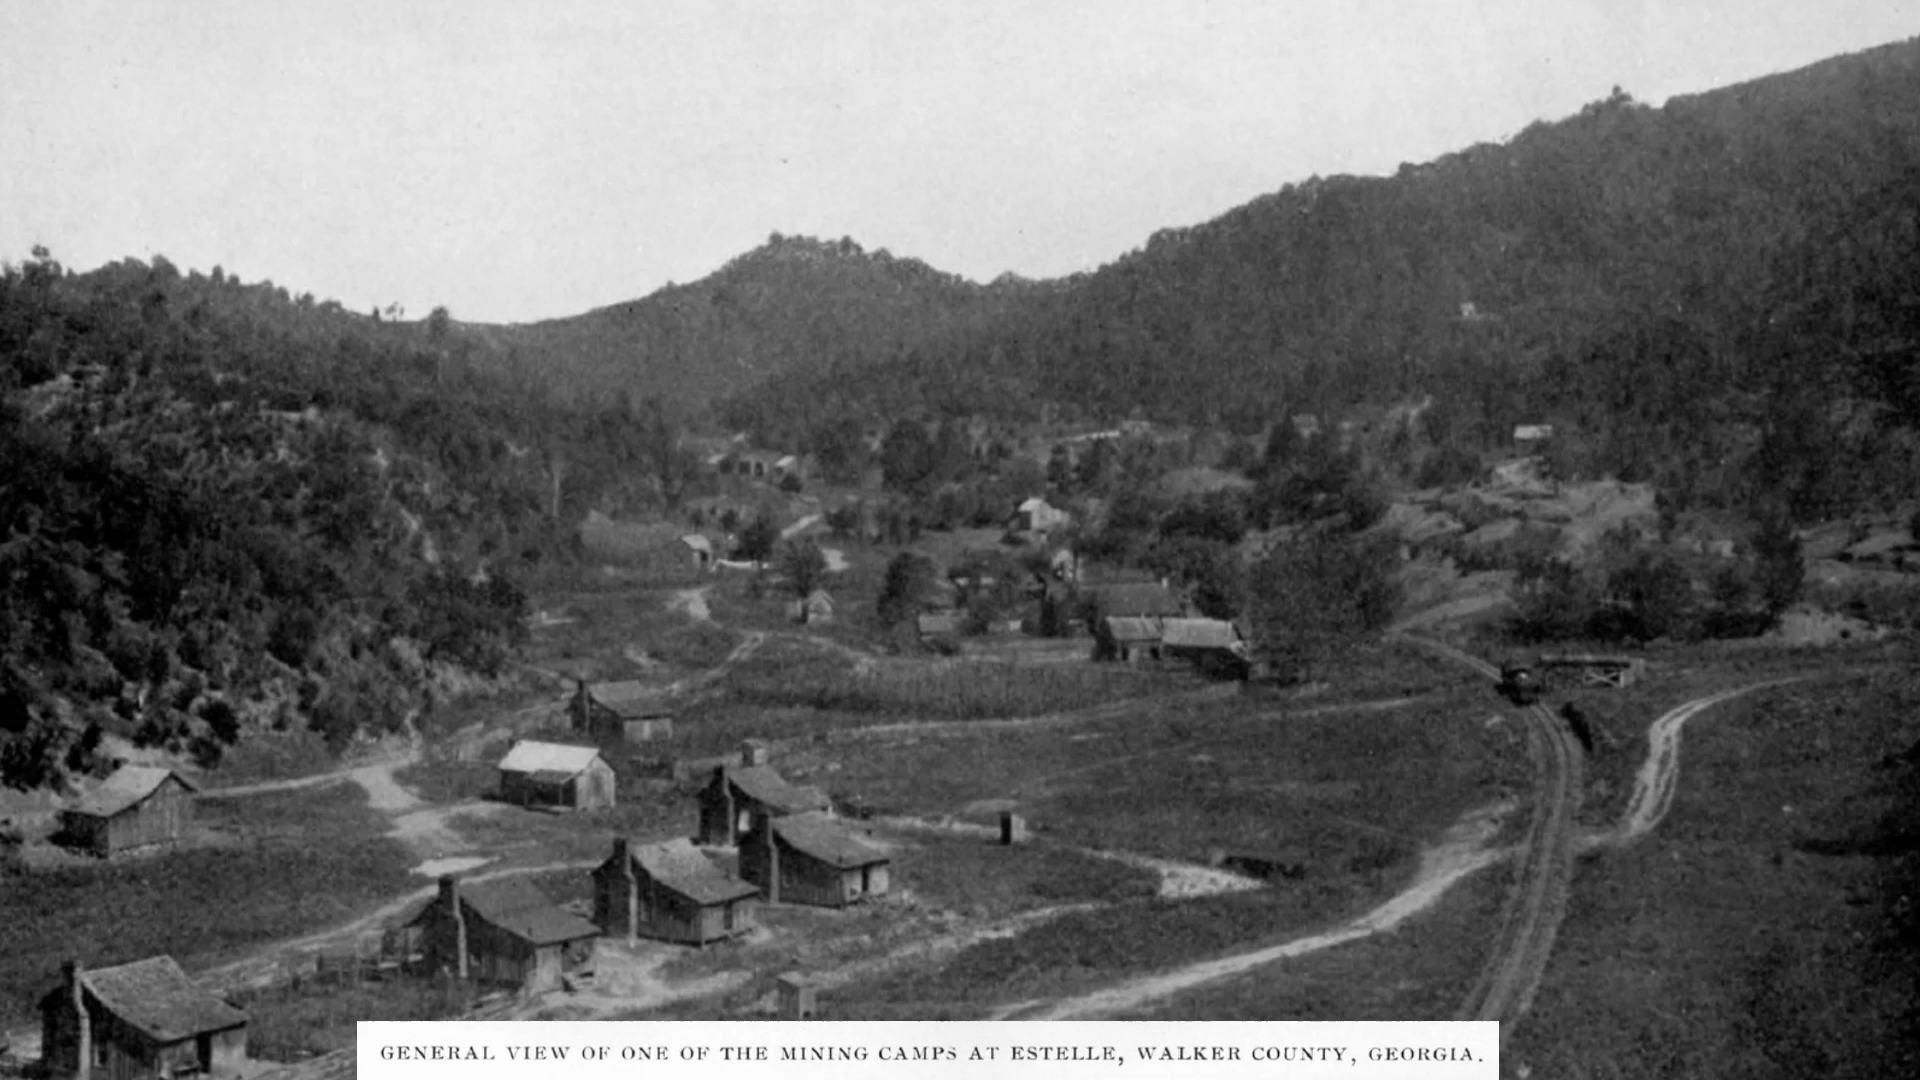 GENERAL VIEW OF ONE OF THE MINING CAMPS AT ESTELLE, WALKER COUNTY, GEORGIA.